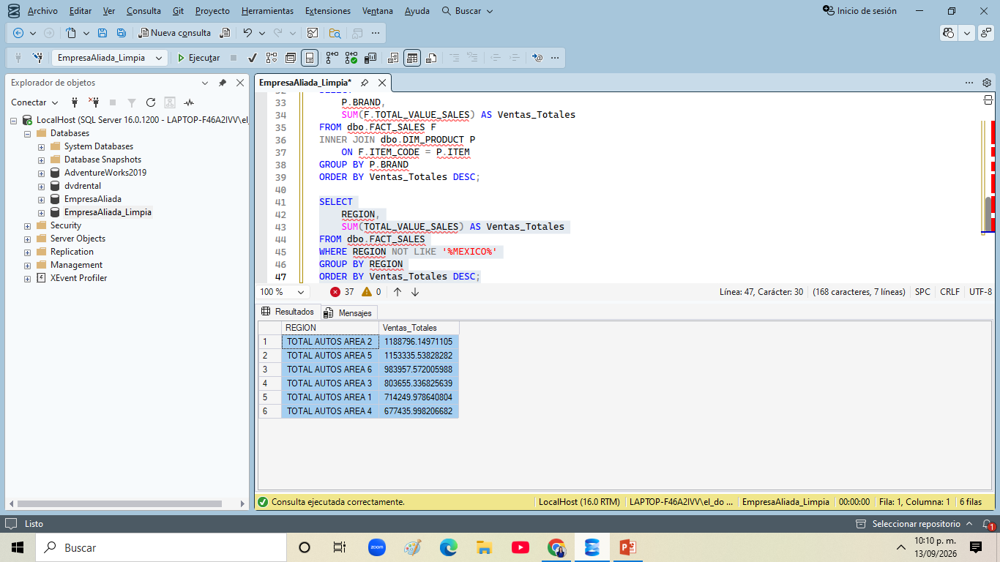 Archivo Editar Ver Consulta Git Proyecto Herramientas Extensiones Ventana Ayuda Buscar Inicio de sesión
Nueva consulta
EmpresaAliada_Limpia Ejecutar
Explorador de objetos
Conectar
LocalHost (SQL Server 16.0.1200 - LAPTOP-F46A2IVV\el_
Databases
System Databases
Database Snapshots
AdventureWorks2019
dvdrental
EmpresaAliada
EmpresaAliada_Limpia
Security
Server Objects
Replication
Management
XEvent Profiler
EmpresaAliada_Limpia*
32 SELECT
33 P.BRAND,
34 SUM(F.TOTAL_VALUE_SALES) AS Ventas_Totales
35 FROM dbo.FACT_SALES F
36 INNER JOIN dbo.DIM_PRODUCT P
37 ON F.ITEM_CODE = P.ITEM
38 GROUP BY P.BRAND
39 ORDER BY Ventas_Totales DESC;
40
41 SELECT
42 REGION,
43 SUM(TOTAL_VALUE_SALES) AS Ventas_Totales
44 FROM dbo.FACT_SALES
45 WHERE REGION NOT LIKE '%MEXICO%'
46 GROUP BY REGION
47 ORDER BY Ventas_Totales DESC;
100 % 37 0 Línea: 47, Carácter: 30 (168 caracteres, 7 líneas) SPC CRLF UTF-8
Resultados Mensajes
REGION Ventas_Totales
1 TOTAL AUTOS AREA 2 1188796.14971105
2 TOTAL AUTOS AREA 5 1153335.53828282
3 TOTAL AUTOS AREA 6 983957.572005988
4 TOTAL AUTOS AREA 3 803655.336825639
5 TOTAL AUTOS AREA 1 714249.978640804
6 TOTAL AUTOS AREA 4 677435.998206682
Consulta ejecutada correctamente. LocalHost (16.0 RTM) LAPTOP-F46A2IVV\el_do ... EmpresaAliada_Limpia 00:00:00 Fila: 1, Columna: 1 6 filas
Listo Seleccionar repositorio 1
Buscar zoom 10:10 p. m.
13/09/2026